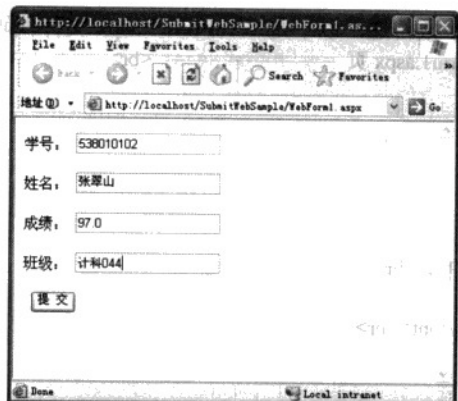 http://localhost/SubmitWebSample/WebForm1.as...
File Edit View Favorites Tools Help
Back Search Favorites
地址(D) http://localhost/SubmitWebSample/WebForm1.aspx Go
学号: 538010102
姓名: 张翠山
成绩: 97.0
班级: 计科044
提 交
Done Local intranet